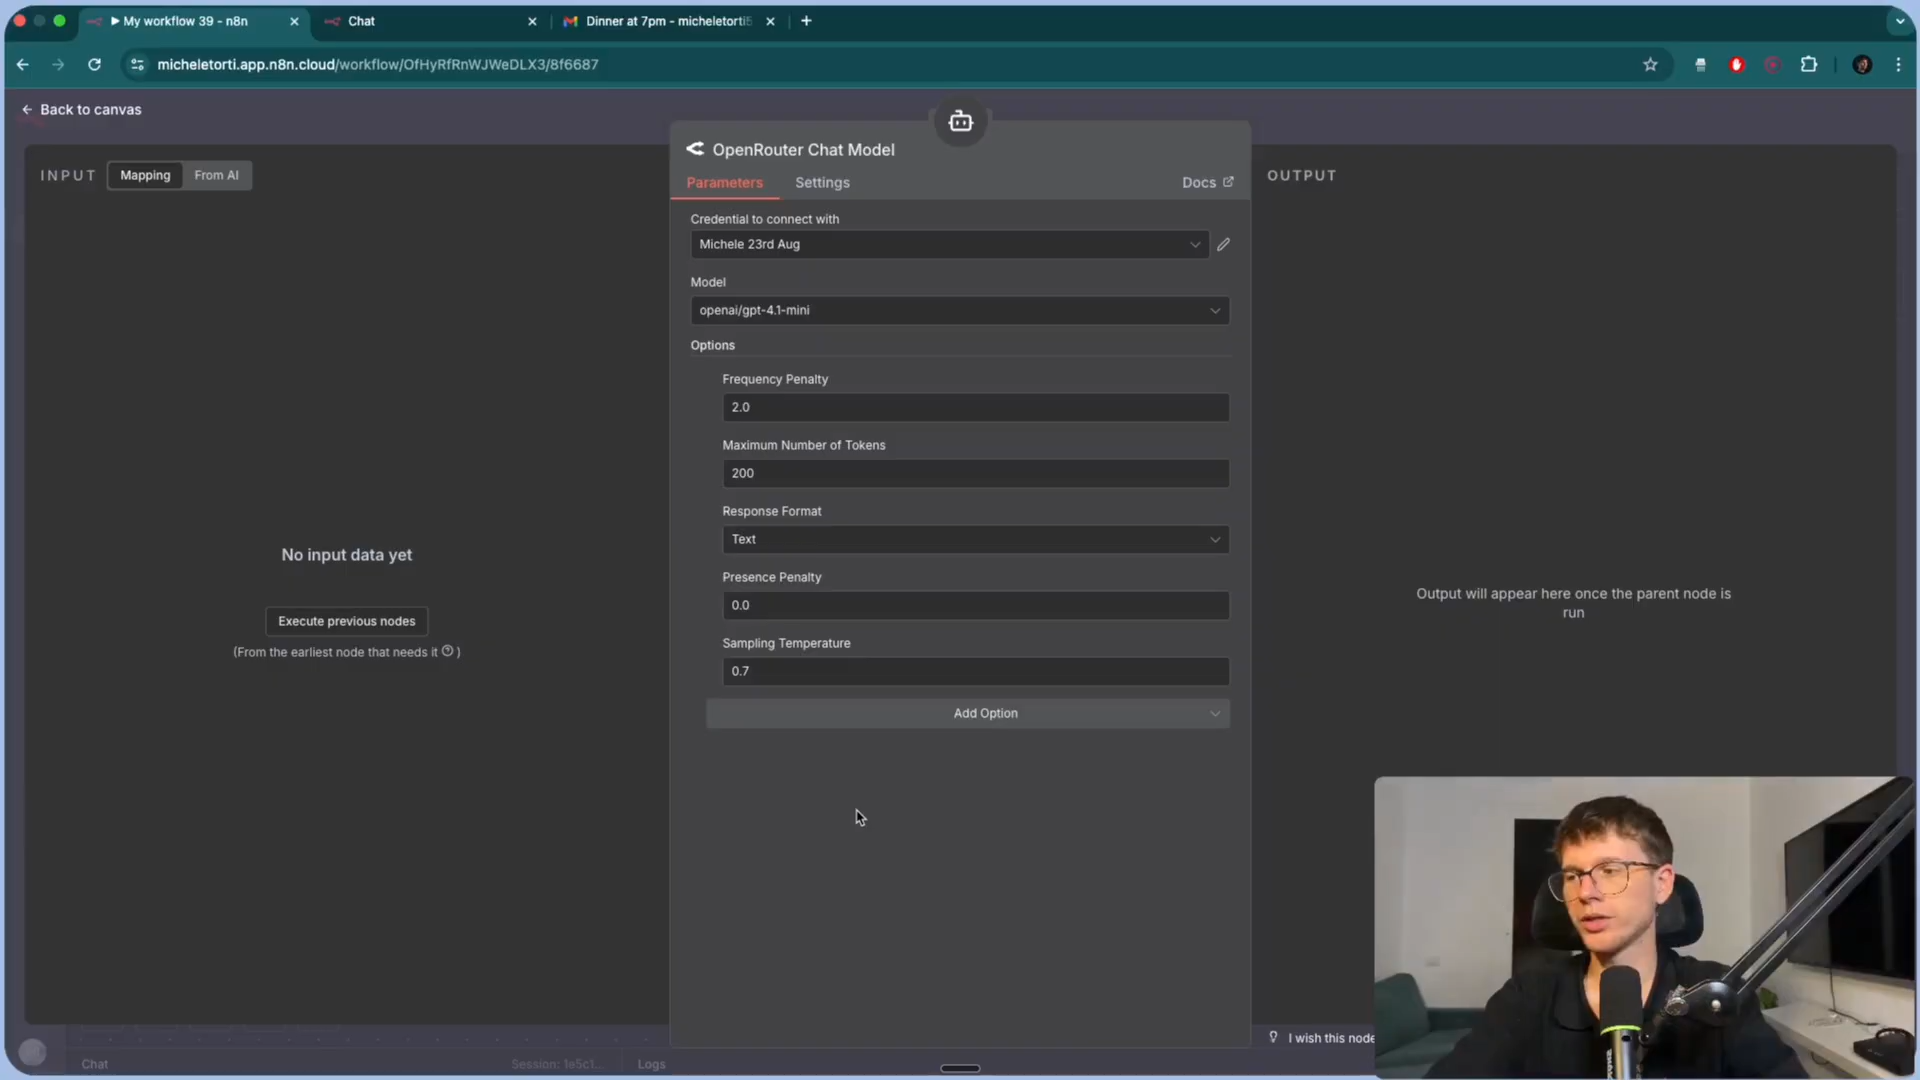 My workflow 39 - n8n
Chat
Dinner at 7pm - micheletorti5
micheletorti.app.n8n.cloud/workflow/OfHyRfRnWJWeDLX3/8f6687
Back to canvas
INPUT
Mapping
From AI
OpenRouter Chat Model
Parameters
Settings
Docs
OUTPUT
Credential to connect with
Michele 23rd Aug
Model
openai/gpt-4.1-mini
Options
Frequency Penalty
2.0
Maximum Number of Tokens
200
Response Format
Text
Presence Penalty
0.0
Sampling Temperature
0.7
Add Option
No input data yet
Execute previous nodes
(From the earliest node that needs it ? )
Output will appear here once the parent node is
run
I wish this node
Chat
Session: 1e5c1...
Logs